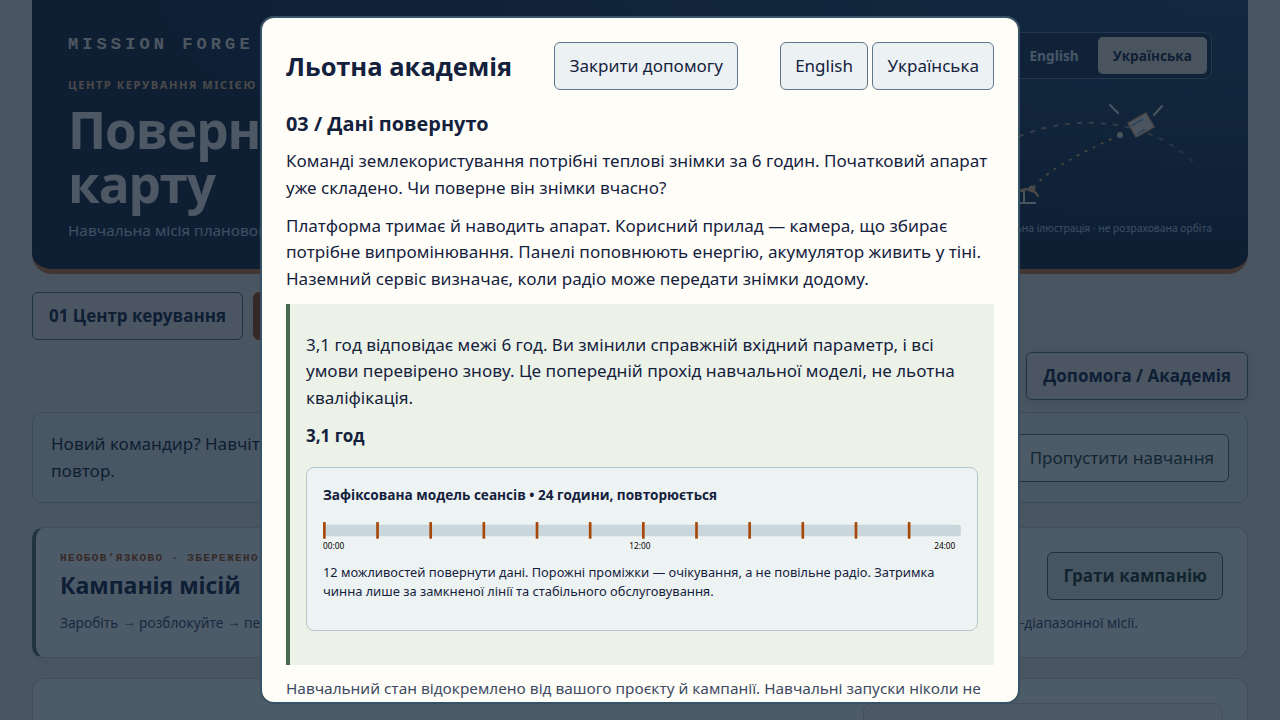 MISSION FORGE
English
Українська
ЦЕНТР КЕРУВАННЯ МІСІЄЮ
Поверн
карту
Навчальна місія планово
на ілюстрація · не розрахована орбіта
01 Центр керування
Допомога / Академія
Новий командир? Навчіт
повтор.
Пропустити навчання
НЕОБОВ'ЯЗКОВО · ЗБЕРЕЖЕНО
Кампанія місій
Заробіть → розблокуйте → пе
-діапазонної місії.
Грати кампанію
Льотна академія
Закрити допомогу
English
Українська
03 / Дані повернуто
Команді землекористування потрібні теплові знімки за 6 годин. Початковий апарат
уже складено. Чи поверне він знімки вчасно?
Платформа тримає й наводить апарат. Корисний прилад — камера, що збирає
потрібне випромінювання. Панелі поповнюють енергію, акумулятор живить у тіні.
Наземний сервіс визначає, коли радіо може передати знімки додому.
3,1 год відповідає межі 6 год. Ви змінили справжній вхідний параметр, і всі
умови перевірено знову. Це попередній прохід навчальної моделі, не льотна
кваліфікація.
3,1 год
Зафіксована модель сеансів • 24 години, повторюється
00:00 12:00 24:00
12 можливостей повернути дані. Порожні проміжки — очікування, а не повільне радіо. Затримка
чинна лише за замкненої лінії та стабільного обслуговування.
Навчальний стан відокремлено від вашого проєкту й кампанії. Навчальні запуски ніколи не